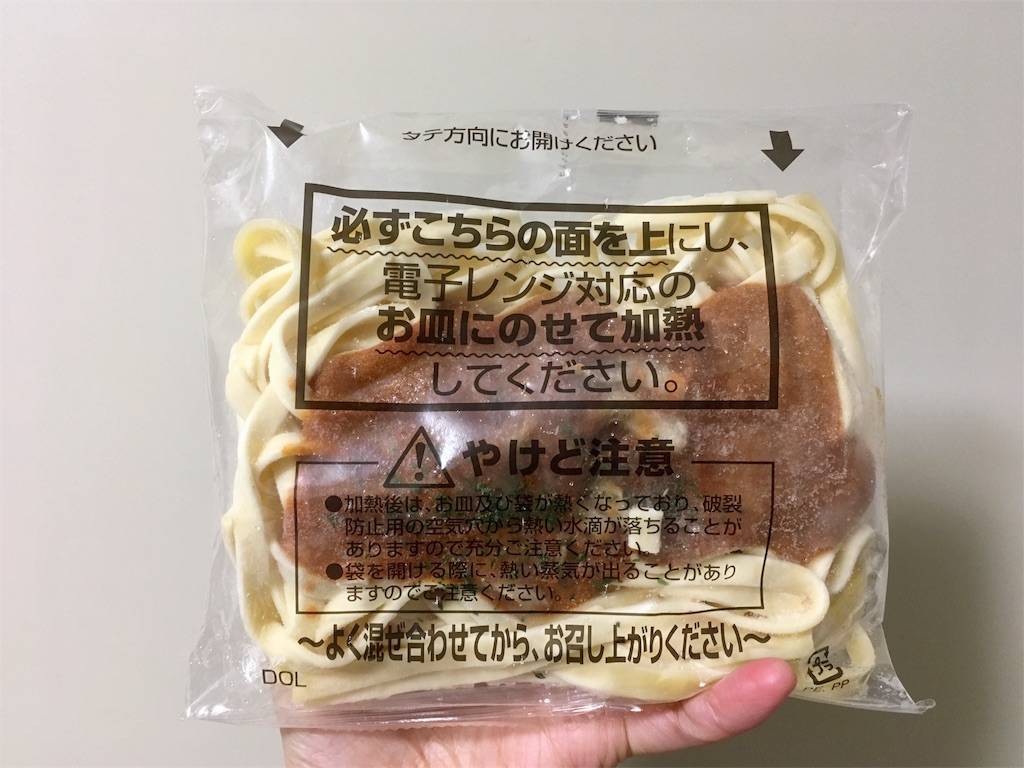 タテ方向にお開けください
必ずこちらの面を上にし、
電子レンジ対応の
お皿にのせて加熱
してください。
やけど注意
●加熱後は、お皿及び袋が熱くなっており、破裂
防止用の空気穴から熱い水滴が落ちることが
ありますので充分ご注意ください。
●袋を開ける際に、熱い蒸気が出ることがあり
ますのでご注意ください。
〜よく混ぜ合わせてから、お召し上がりください〜
DOL
プラ
PE, PP